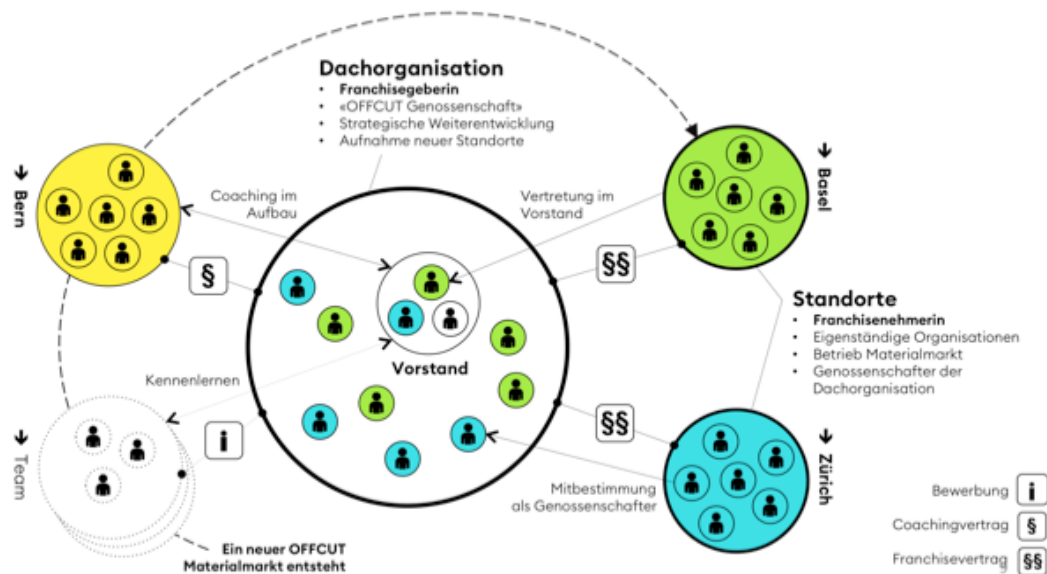 Dachorganisation
• Franchisegeberin
• «OFFCUT Genossenschaft»
• Strategische Weiterentwicklung
• Aufnahme neuer Standorte
↓ Bern
Coaching im
Aufbau
Vertretung im
Vorstand
↓ Basel
§
§§
Standorte
• Franchisenehmerin
• Eigenständige Organisationen
• Betrieb Materialmarkt
• Genossenschafter der
Dachorganisation
Vorstand
Kennenlernen
i
§§
↓ Team
↓ Zürich
Mitbestimmung
als Genossenschafter
Ein neuer OFFCUT
Materialmarkt entsteht
Bewerbung i
Coachingvertrag §
Franchisevertrag §§